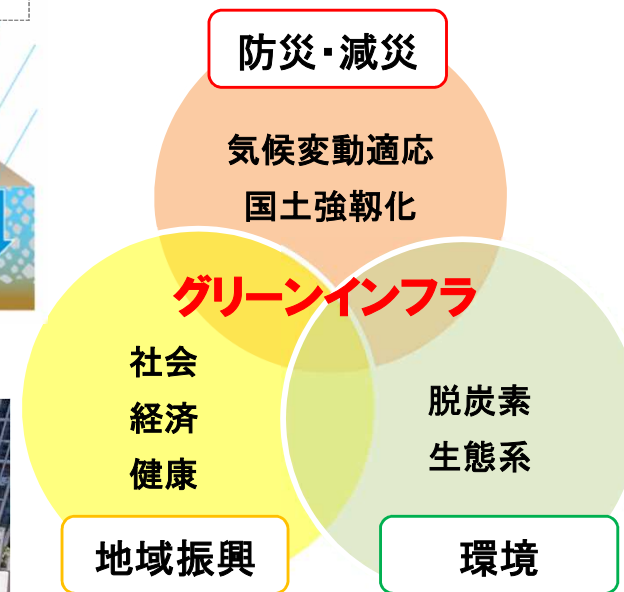 防災・減災
気候変動適応
国土強靱化
グリーンインフラ
社会
経済
健康
脱炭素
生態系
地域振興
環境